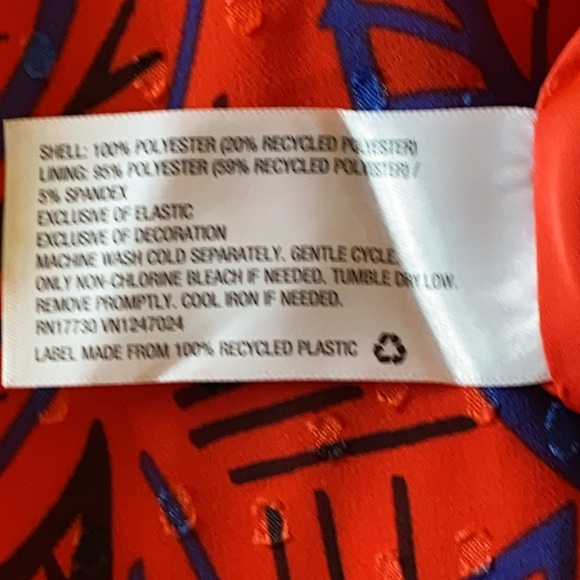 SHELL: 100% POLYESTER (20% RECYCLED POLYESTER)
LINING: 95% POLYESTER (59% RECYCLED POLYESTER) /
5% SPANDEX
EXCLUSIVE OF ELASTIC
EXCLUSIVE OF DECORATION
MACHINE WASH COLD SEPARATELY. GENTLE CYCLE.
ONLY NON-CHLORINE BLEACH IF NEEDED. TUMBLE DRY LOW.
REMOVE PROMPTLY. COOL IRON IF NEEDED.
RN17730 VN1247024
LABEL MADE FROM 100% RECYCLED PLASTIC